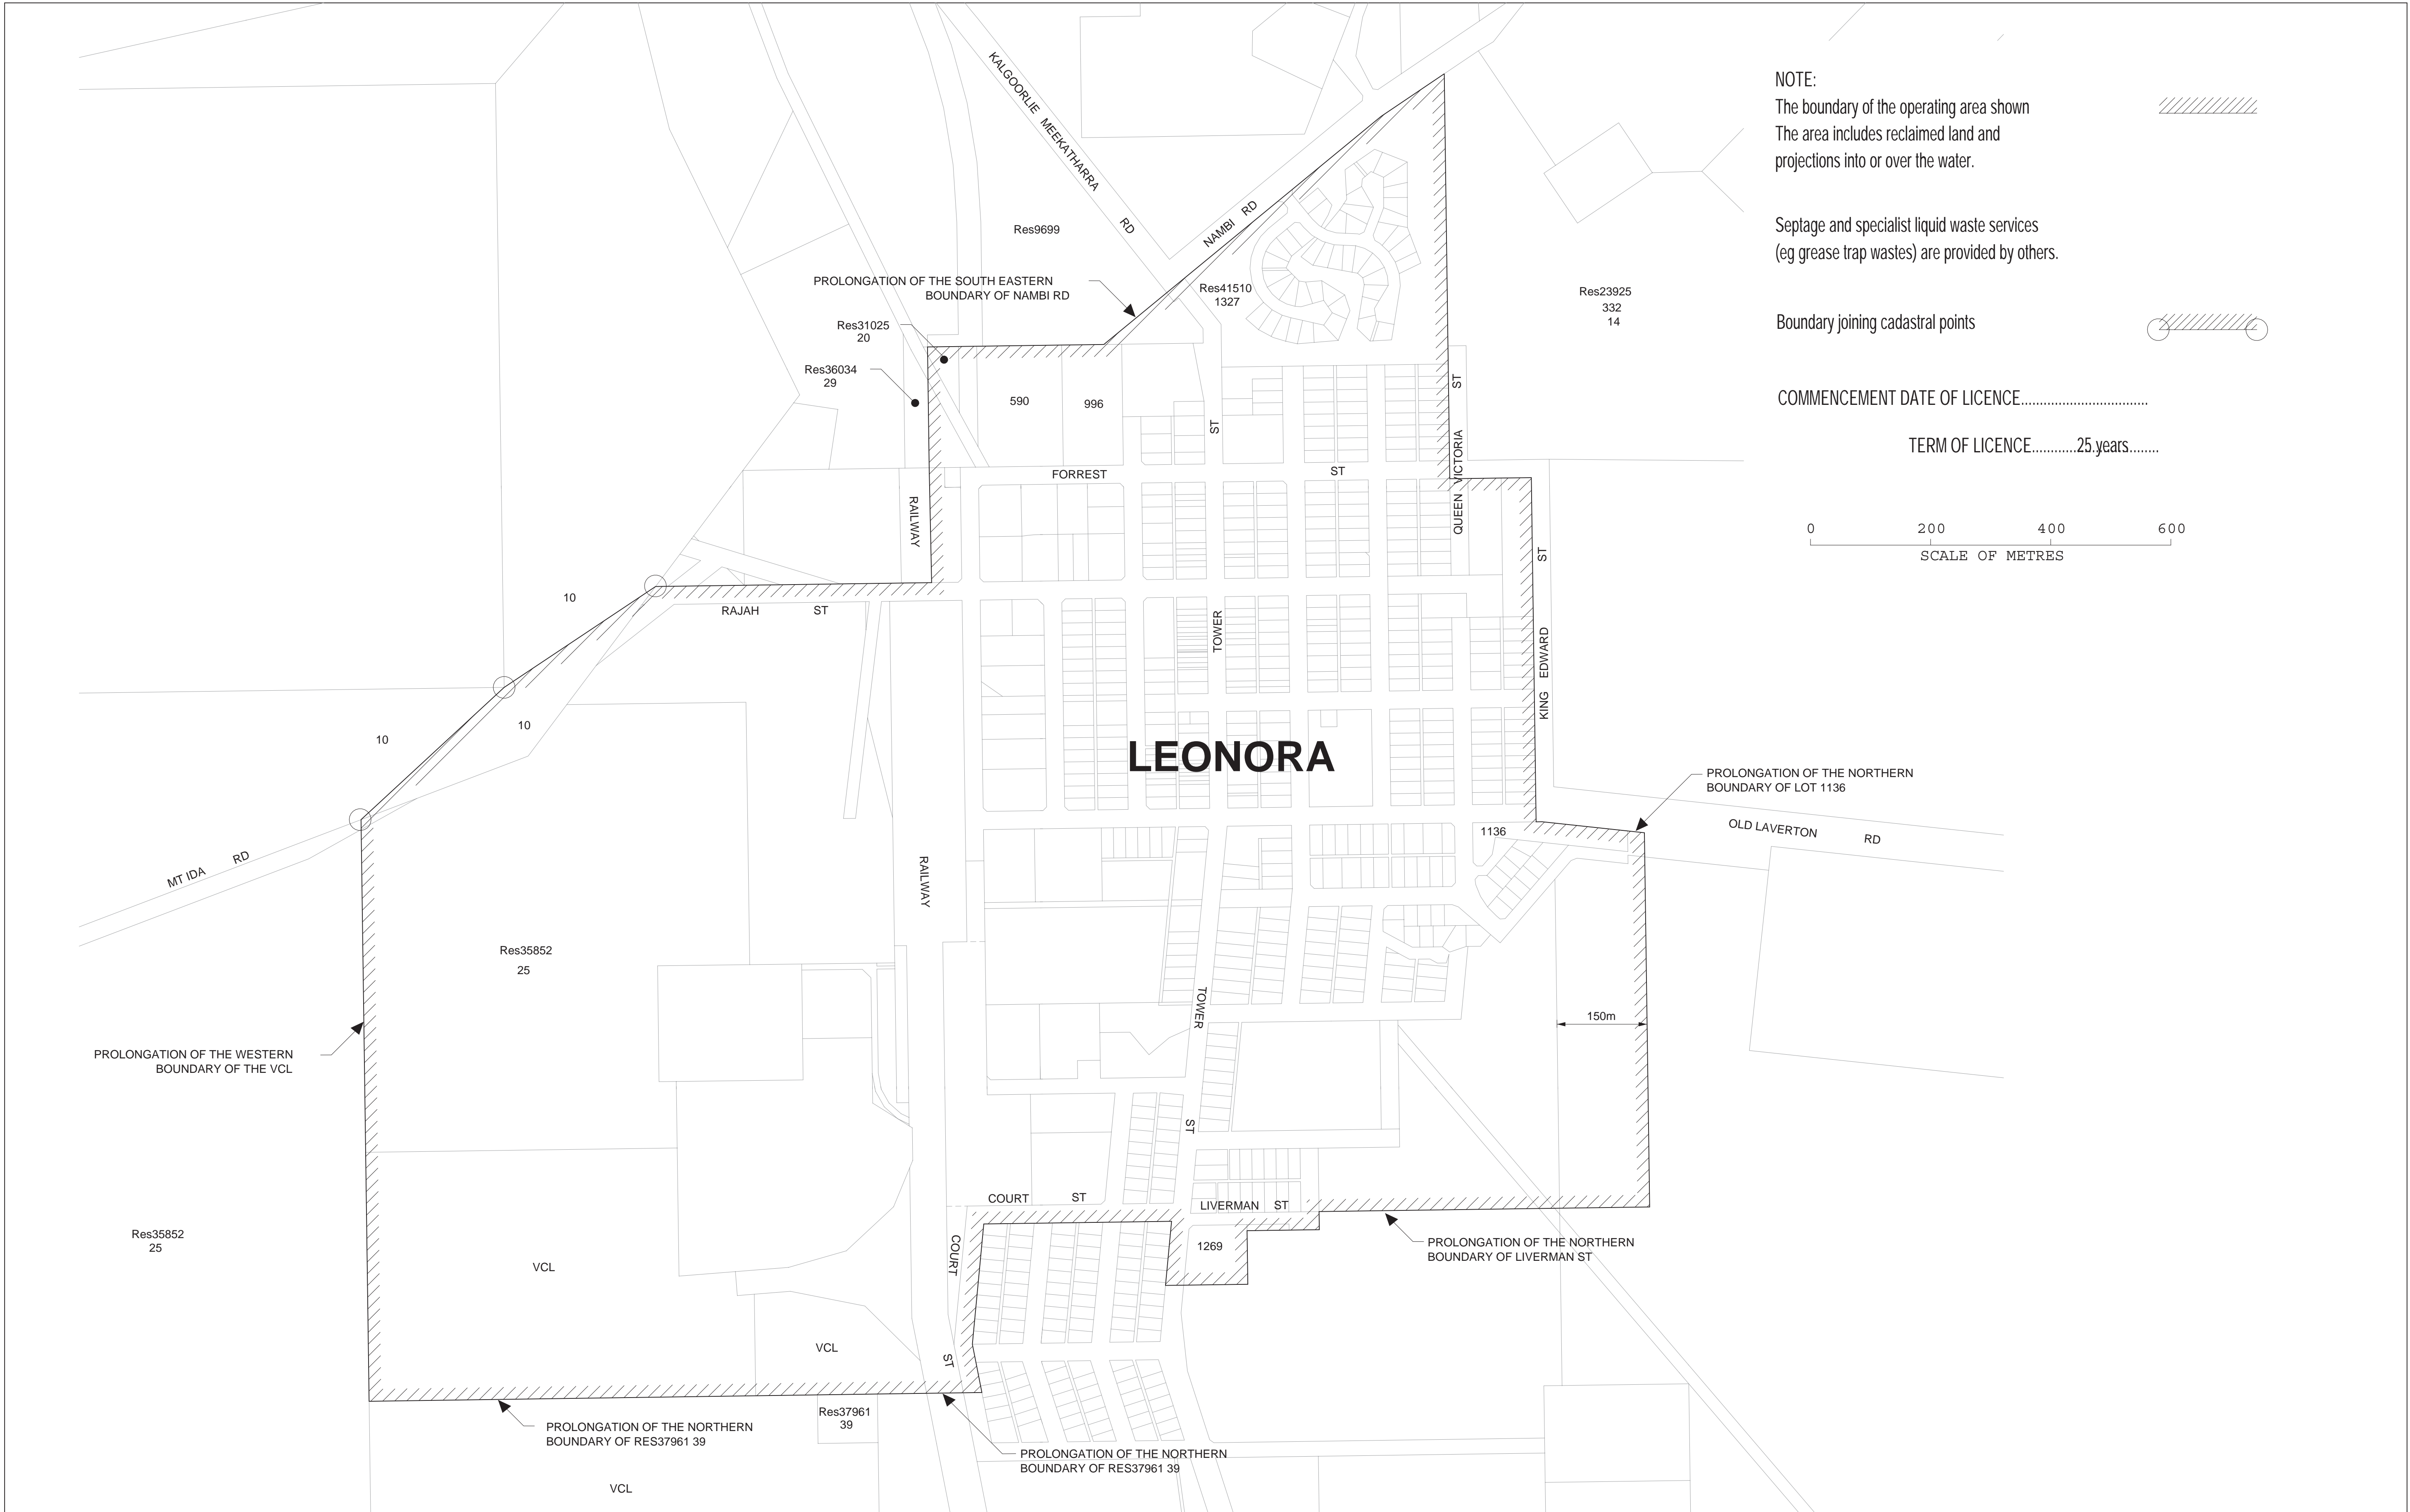 NOTE:
The boundary of the operating area shown
The area includes reclaimed land and
projections into or over the water.
Septage and specialist liquid waste services
(eg grease trap wastes) are provided by others.
Boundary joining cadastral points
COMMENCEMENT DATE OF LICENCE..................................
TERM OF LICENCE............25 years.........
0 200 400 600
SCALE OF METRES
KALGOORLIE MEEKATHARRA RD
NAMBI RD
Res9699
PROLONGATION OF THE SOUTH EASTERN
BOUNDARY OF NAMBI RD
Res41510
1327
Res23925
332
14
Res31025
20
Res36034
29
590
996
ST
ST
FORREST ST
QUEEN VICTORIA
RAILWAY
ST
10
RAJAH ST
TOWER
KING EDWARD
10
10
LEONORA
PROLONGATION OF THE NORTHERN
BOUNDARY OF LOT 1136
1136
OLD LAVERTON RD
MT IDA RD
RAILWAY
Res35852
25
TOWER
150m
PROLONGATION OF THE WESTERN
BOUNDARY OF THE VCL
ST
COURT ST
LIVERMAN ST
Res35852
25
1269
PROLONGATION OF THE NORTHERN
BOUNDARY OF LIVERMAN ST
COURT
VCL
VCL
ST
Res37961
39
PROLONGATION OF THE NORTHERN
BOUNDARY OF RES37961 39
PROLONGATION OF THE NORTHERN
BOUNDARY OF RES37961 39
VCL